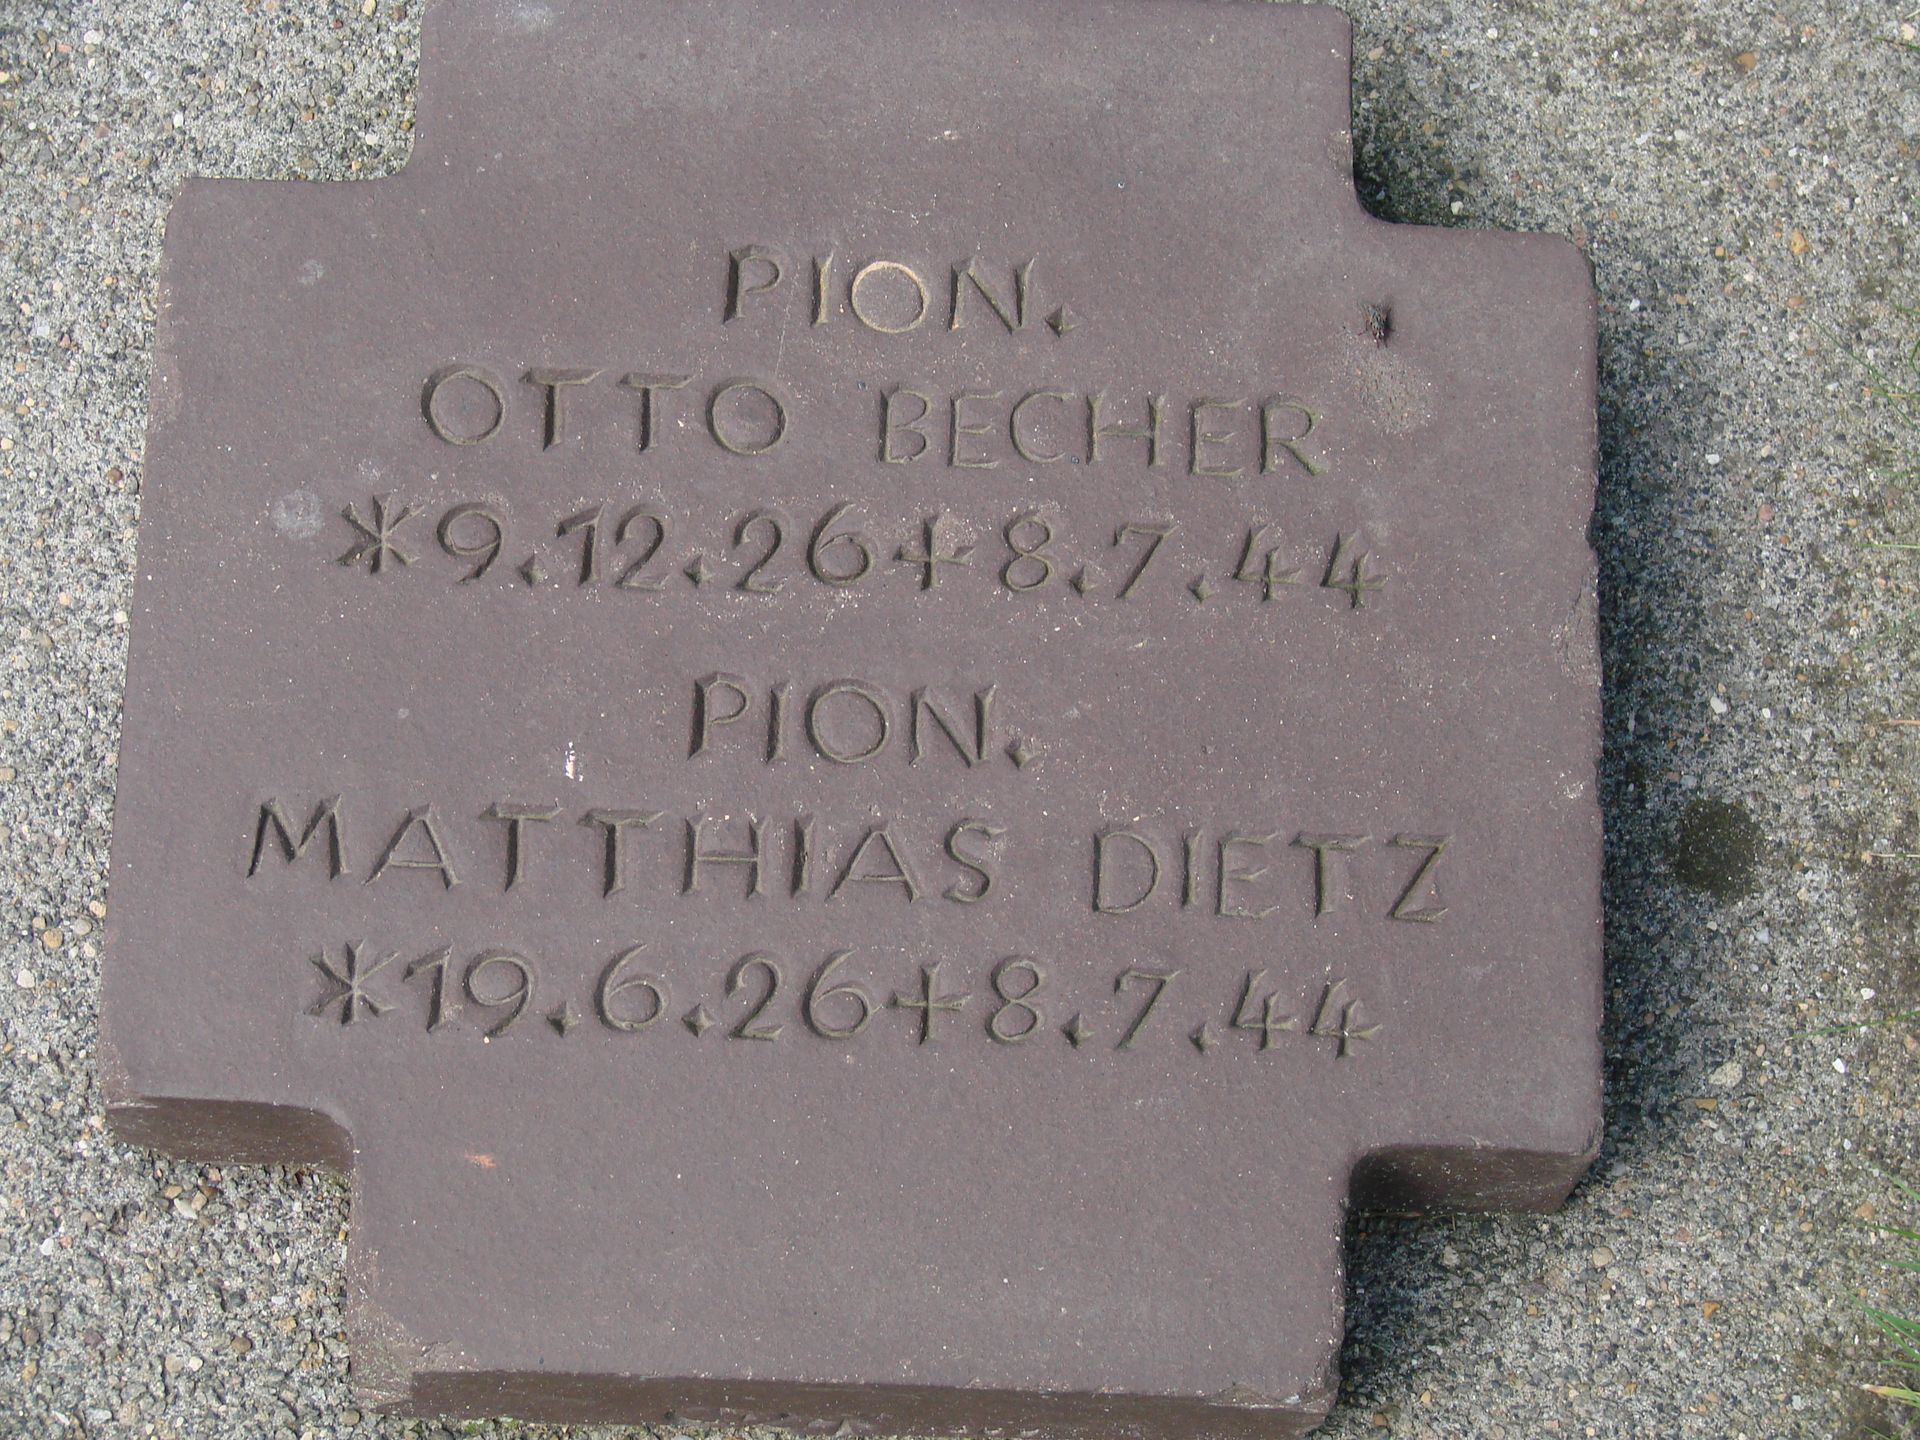 PION.
OTTO BECHER
*9.12.26+8.7.44
PION.
MATTHIAS DIETZ
*19.6.26+8.7.44